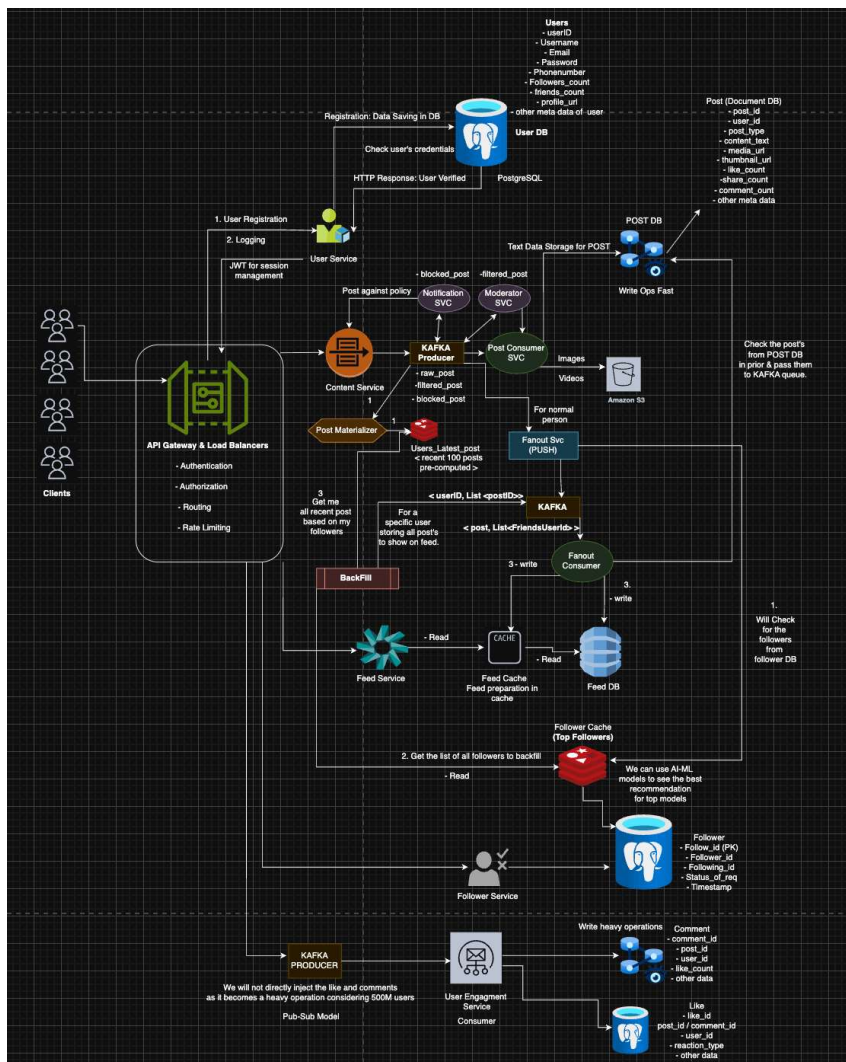 Users
- userID
- Username
- Email
- Password
- Phonenumber
- Followers_count
- friends_count
- profile_url
- other meta data of user
User DB
PostgreSQL
Registration: Data Saving in DB
Check user's credentials
HTTP Response: User Verified
Post (Document DB)
- post_id
- user_id
- post_type
- content_text
- media_url
- thumbnail_url
- like_count
-share_count
- comment_ount
- other meta data
1. User Registration
2. Logging
User Service
JWT for session
management
POST DB
Text Data Storage for POST
Write Ops Fast
- blocked_post
-filtered_post
Post against policy
Notification
SVC
Moderator
SVC
KAFKA
Producer
Post Consumer
SVC
Content Service
- raw_post
-filtered_post
- blocked_post
Images
Videos
Amazon S3
Check the post's
from POST DB
in prior & pass them
to KAFKA queue.
Clients
API Gateway & Load Balancers
- Authentication
- Authorization
- Routing
- Rate Limiting
1
1
Post Materializer
Users_Latest_post
< recent 100 posts
pre-computed >
For normal
person
Fanout Svc
(PUSH)
3
Get me
all recent post
based on my
followers
For a
specific user
storing all post's
to show on feed.
< userID, List <postID>>
KAFKA
< post, List<FriendsUserId> >
Fanout
Consumer
3 - write
3.
- write
BackFill
- Read
Feed Service
CACHE
- Read
Feed Cache
Feed preparation in
cache
Feed DB
1.
Will Check
for the
followers
from
follower DB
Follower Cache
(Top Followers)
2. Get the list of all followers to backfill
- Read
We can use AI-ML
models to see the best
recommendation
for top models
Follower
- Follow_id (PK)
- Follower_id
- Following_id
- Status_of_req
- Timestamp
Follower Service
Write heavy operations
Comment
- comment_id
- post_id
- user_id
- like_count
- other data
KAFKA
PRODUCER
We will not directly inject the like and comments
as it becomes a heavy operation considering 500M users
Pub-Sub Model
User Engagment
Service
Consumer
Like
- like_id
post_id / comment_id
- user_id
- reaction_type
- other data